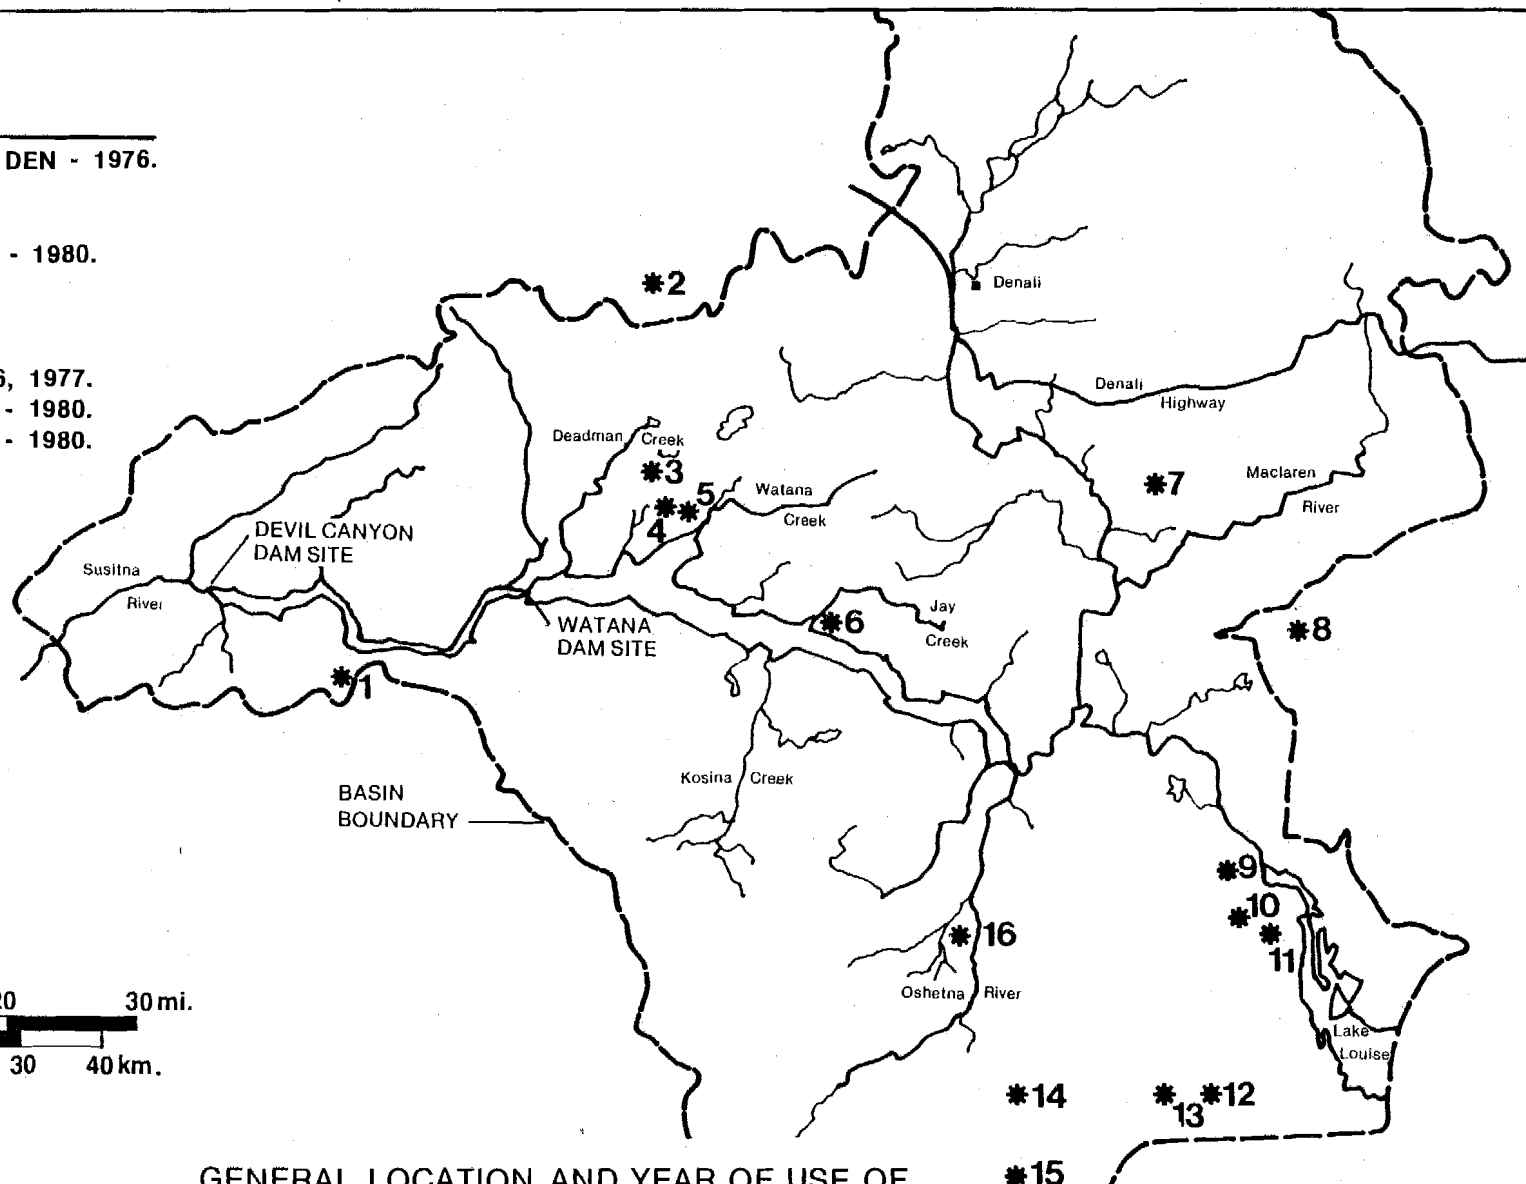 DEN - 1976.
- 1980.
6, 1977.
- 1980.
- 1980.
2
Denali
Denali
Highway
Deadman Creek
3
4
5
Watana
Creek
7
Maclaren
River
DEVIL CANYON
DAM SITE
Susitna
River
WATANA
DAM SITE
6
Jay
Creek
8
1
BASIN
BOUNDARY
Kosina Creek
9
10
11
16
Oshetna River
Lake
Louise
20 30 mi.
30 40 km.
14
13
12
15
GENERAL LOCATION AND YEAR OF USE OF